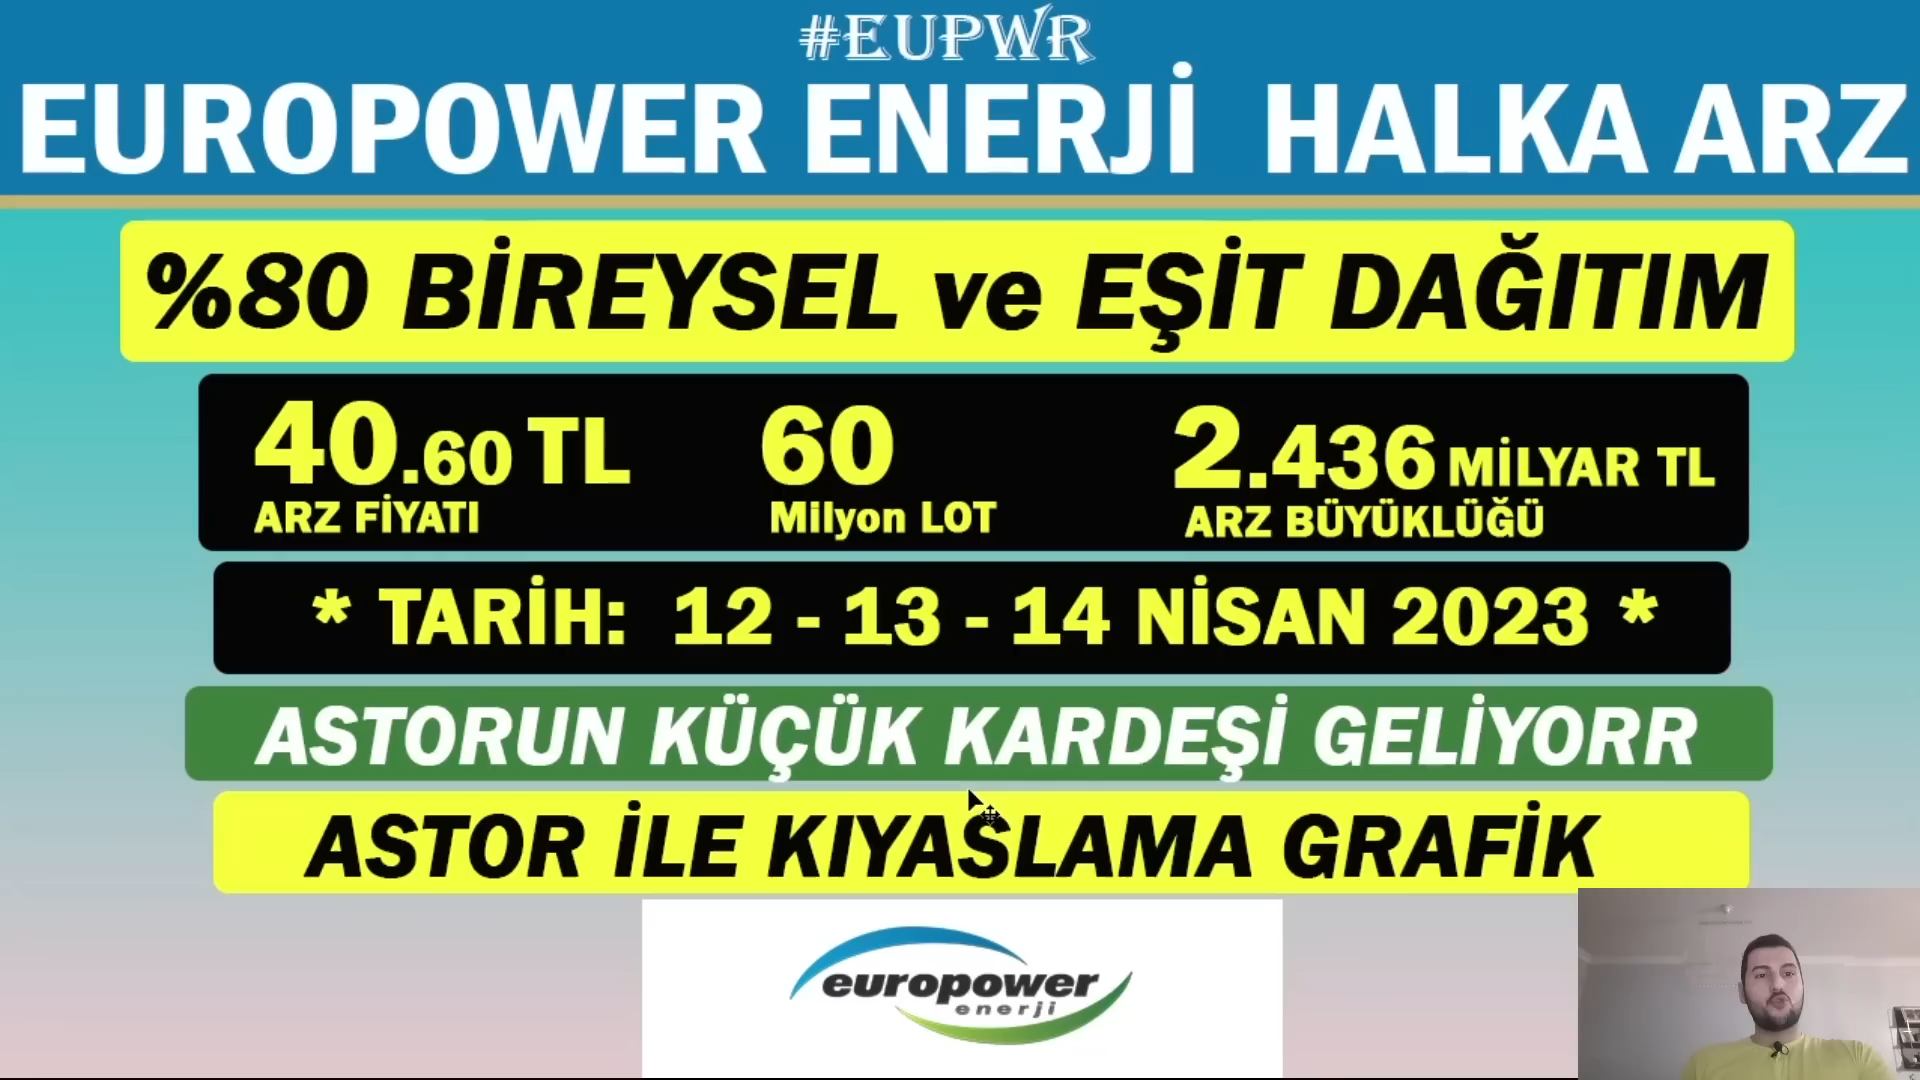 #EUPWR
EUROPOWER ENERJİ HALKA ARZ
%80 BİREYSEL ve EŞİT DAĞITIM
40.60 TL 60 2.436 MİLYAR TL
ARZ FİYATI Milyon LOT ARZ BÜYÜKLÜĞÜ
* TARİH: 12 - 13 - 14 NİSAN 2023 *
ASTORUN KÜÇÜK KARDEŞİ GELİYORR
ASTOR İLE KIYASLAMA GRAFİK
europower
enerji